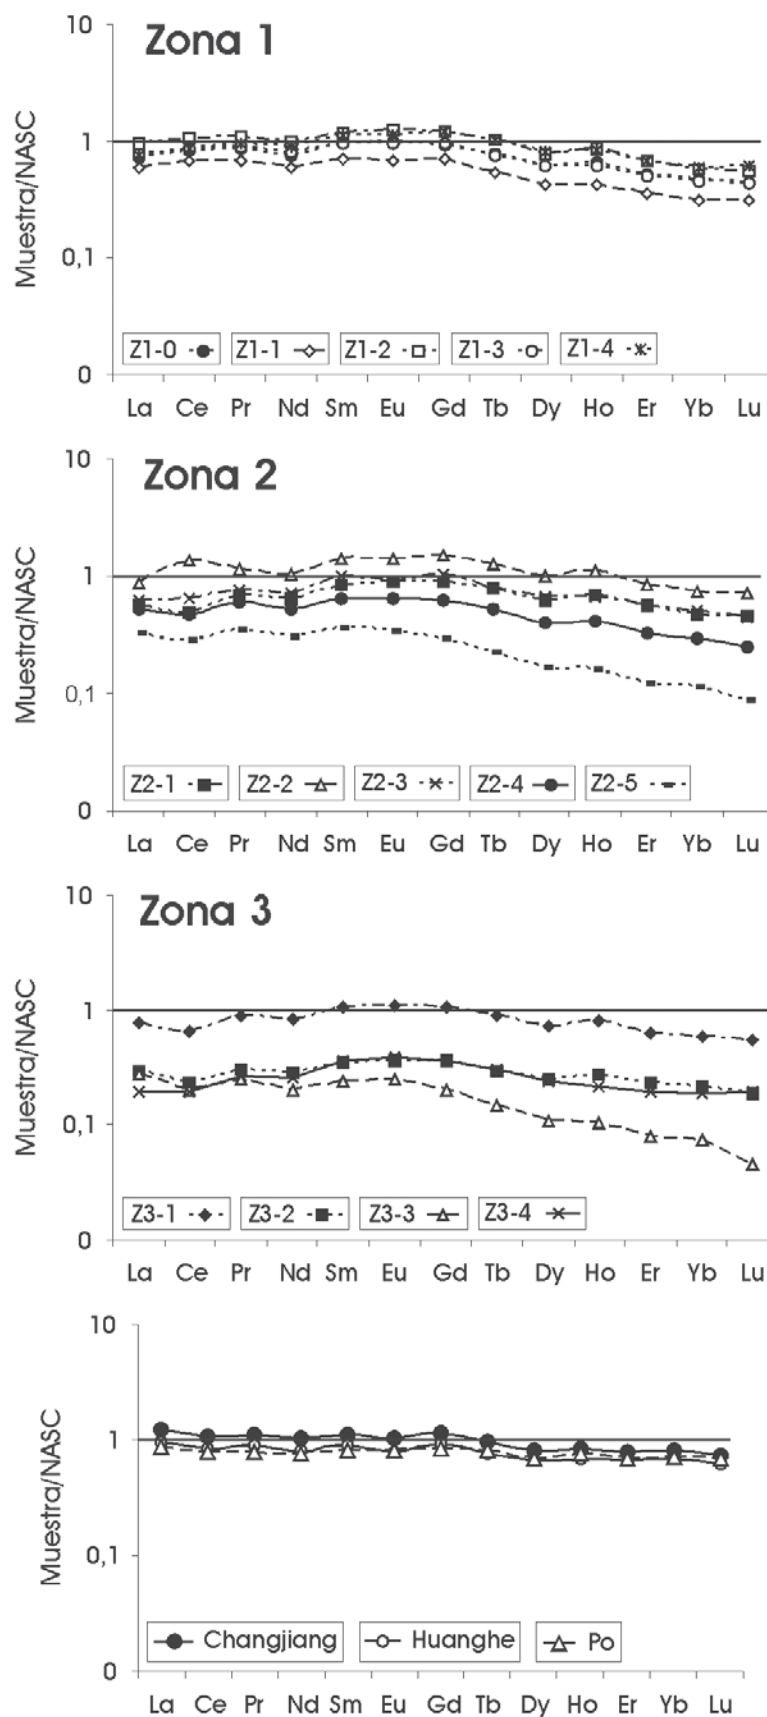 Zona 1
10
1
0,1
0
Muestra/NASC
Z1-0 Z1-1 Z1-2 Z1-3 Z1-4
La Ce Pr Nd Sm Eu Gd Tb Dy Ho Er Yb Lu
Zona 2
10
1
0,1
0
Muestra/NASC
Z2-1 Z2-2 Z2-3 Z2-4 Z2-5
La Ce Pr Nd Sm Eu Gd Tb Dy Ho Er Yb Lu
Zona 3
10
1
0,1
0
Muestra/NASC
Z3-1 Z3-2 Z3-3 Z3-4
La Ce Pr Nd Sm Eu Gd Tb Dy Ho Er Yb Lu
10
1
0,1
0
Muestra/NASC
Changjiang Huanghe Po
La Ce Pr Nd Sm Eu Gd Tb Dy Ho Er Yb Lu